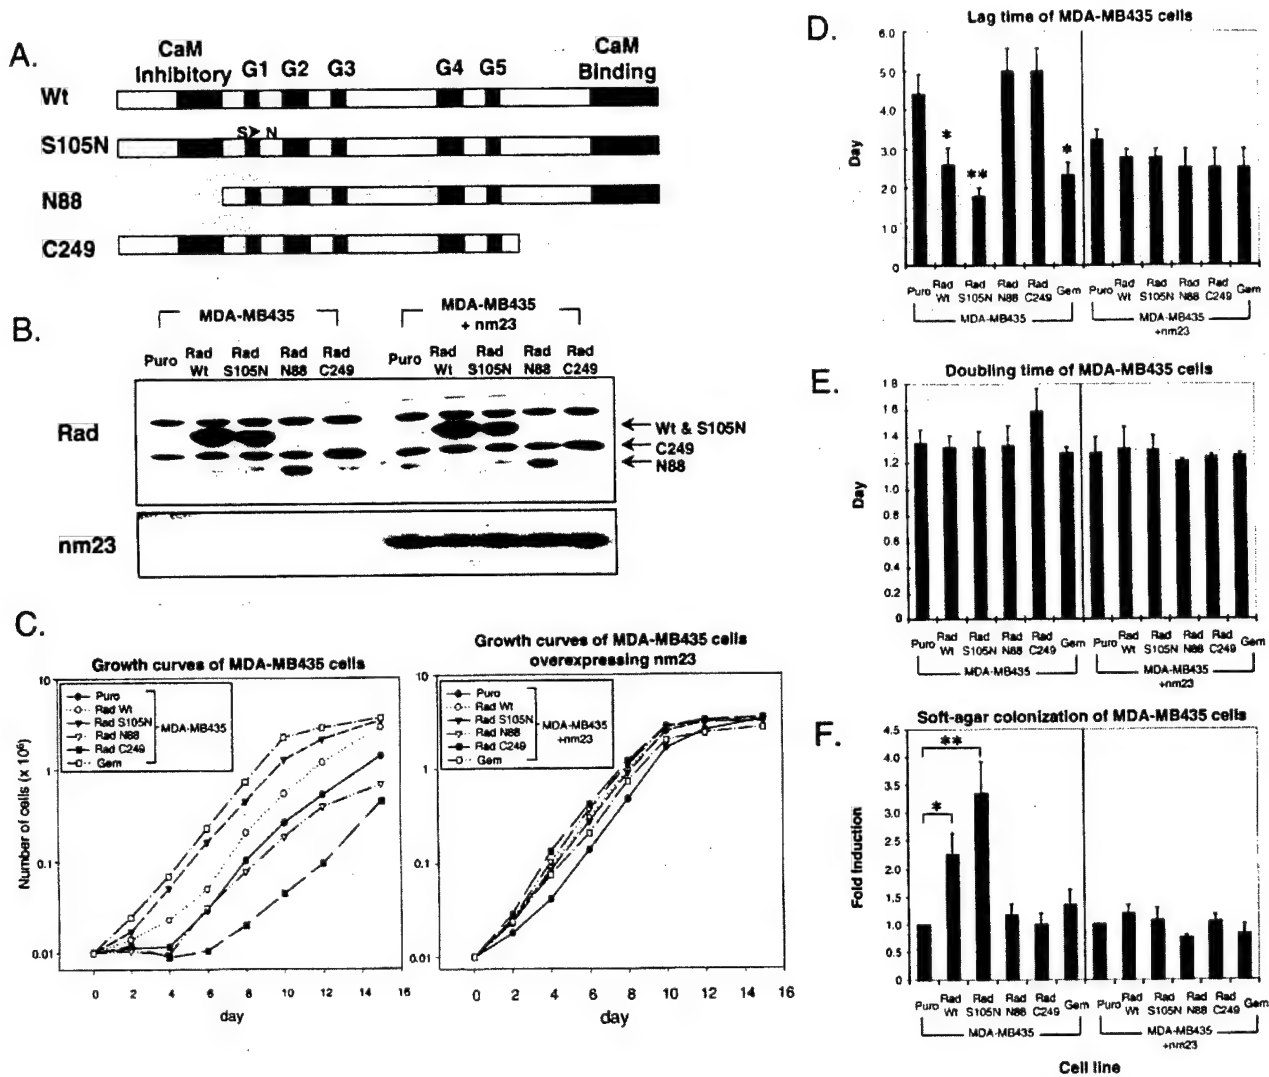 A.
CaM
Inhibitory G1 G2 G3 G4 G5 CaM
Binding
Wt
S➤N
S105N
N88
C249
B.
MDA-MB435
MDA-MB435
+ nm23
Puro Rad
Wt Rad
S105N Rad
N88 Rad
C249
Puro Rad
Wt Rad
S105N Rad
N88 Rad
C249
Rad
Wt & S105N
C249
N88
nm23
C.
Growth curves of MDA-MB435 cells
Puro
Rad Wt
Rad S105N
Rad N88
Rad C249
Gem
MDA-MB435
Number of cells (x 10⁶)
10
1
0.1
0.01
0 2 4 6 8 10 12 14 16
day
Growth curves of MDA-MB435 cells
overexpressing nm23
Puro
Rad Wt
Rad S105N
Rad N88
Rad C249
Gem
MDA-MB435
+nm23
10
1
0.1
0.01
0 2 4 6 8 10 12 14 16
day
D.
Lag time of MDA-MB435 cells
Day
6.0
5.0
4.0
3.0
2.0
1.0
0
*
**
*
Puro Rad
Wt Rad
S105N Rad
N88 Rad
C249 Gem
MDA-MB435
Puro Rad
Wt Rad
S105N Rad
N88 Rad
C249 Gem
MDA-MB435
+nm23
E.
Doubling time of MDA-MB435 cells
Day
1.8
1.6
1.4
1.2
1.0
0.8
0.6
0.4
0.2
0
Puro Rad
Wt Rad
S105N Rad
N88 Rad
C249 Gem
MDA-MB435
Puro Rad
Wt Rad
S105N Rad
N88 Rad
C249 Gem
MDA-MB435
+nm23
F.
Soft-agar colonization of MDA-MB435 cells
Fold Induction
4.5
4.0
3.5
3.0
2.5
2.0
1.5
1.0
0.5
0
**
*
Puro Rad
Wt Rad
S105N Rad
N88 Rad
C249 Gem
MDA-MB435
Puro Rad
Wt Rad
S105N Rad
N88 Rad
C249 Gem
MDA-MB435
+nm23
Cell line